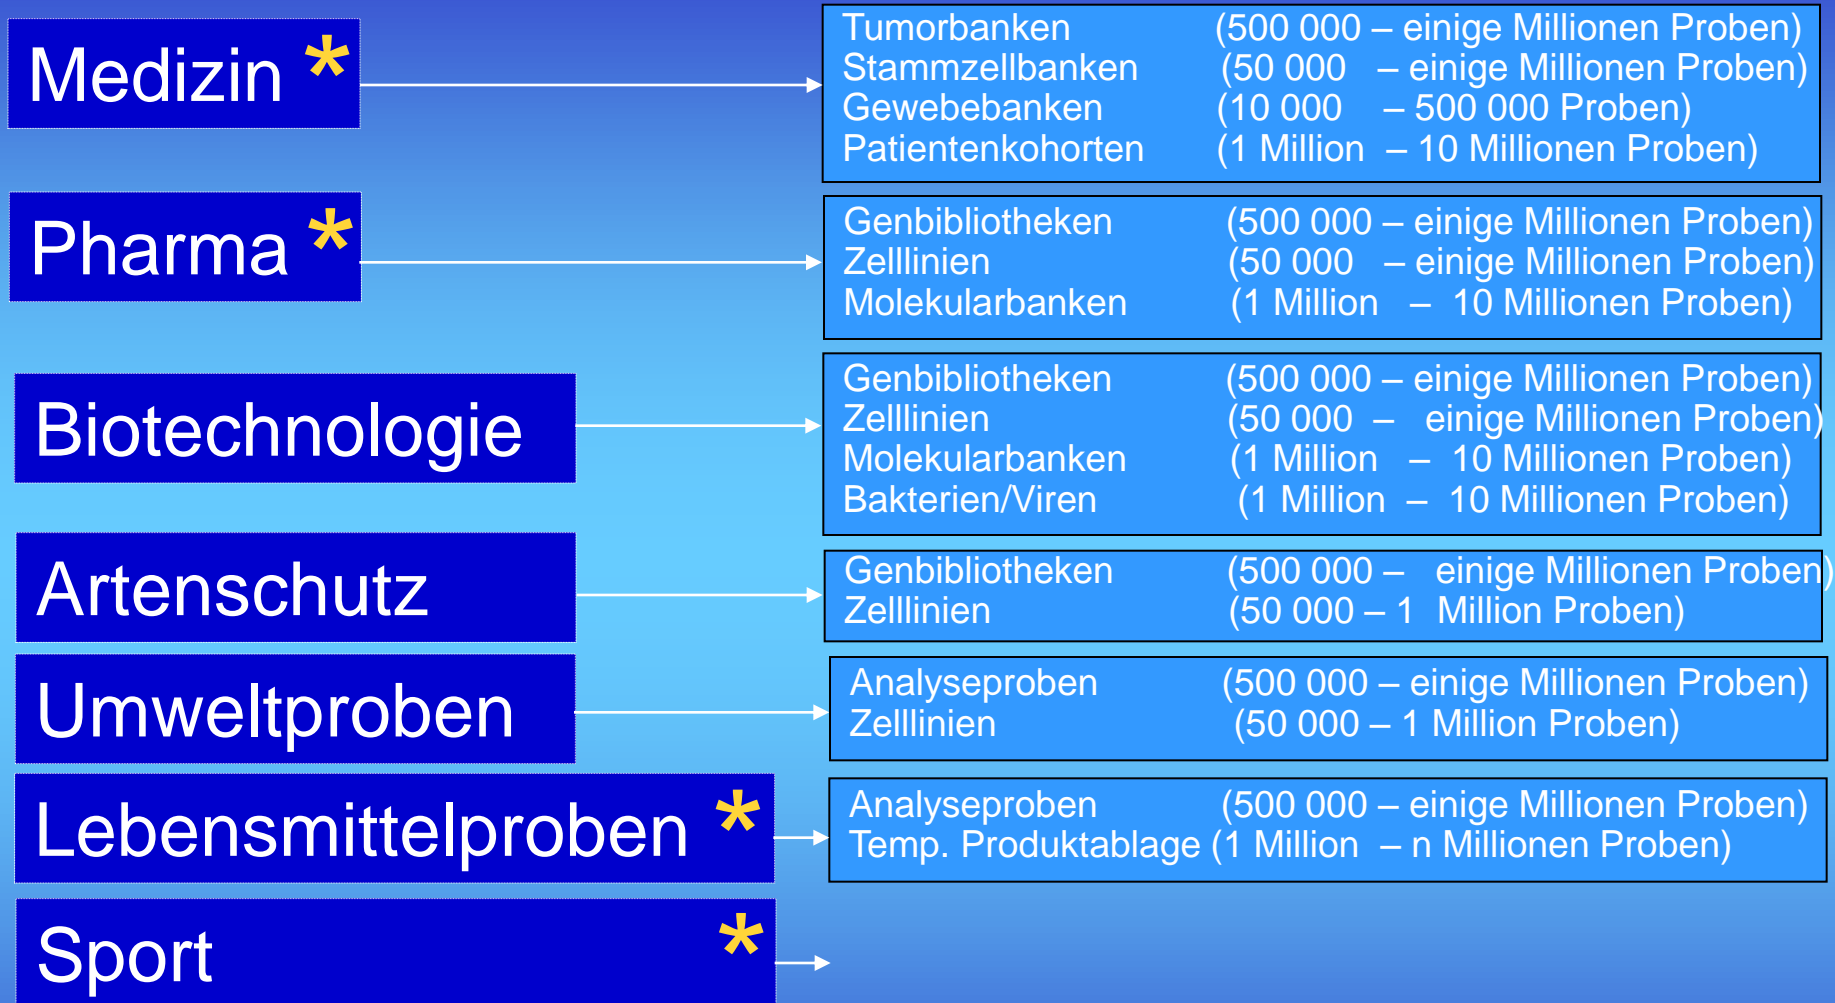 Medizin *
Tumorbanken (500 000 – einige Millionen Proben)
Stammzellbanken (50 000 – einige Millionen Proben)
Gewebebanken (10 000 – 500 000 Proben)
Patientenkohorten (1 Million – 10 Millionen Proben)
Pharma *
Genbibliotheken (500 000 – einige Millionen Proben)
Zelllinien (50 000 – einige Millionen Proben)
Molekularbanken (1 Million – 10 Millionen Proben)
Biotechnologie
Genbibliotheken (500 000 – einige Millionen Proben)
Zelllinien (50 000 – einige Millionen Proben)
Molekularbanken (1 Million – 10 Millionen Proben)
Bakterien/Viren (1 Million – 10 Millionen Proben)
Artenschutz
Genbibliotheken (500 000 – einige Millionen Proben)
Zelllinien (50 000 – 1 Million Proben)
Umweltproben
Analyseproben (500 000 – einige Millionen Proben)
Zelllinien (50 000 – 1 Million Proben)
Lebensmittelproben *
Analyseproben (500 000 – einige Millionen Proben)
Temp. Produktablage (1 Million – n Millionen Proben)
Sport *